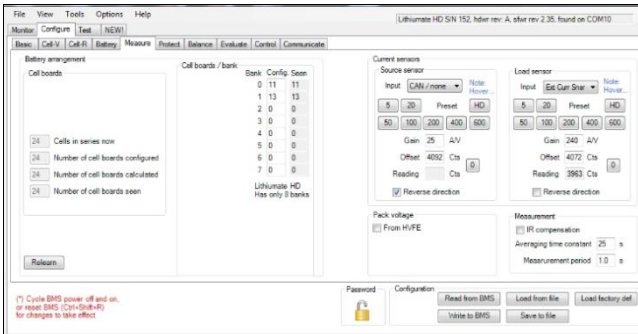 File View Tools Options Help
Lithiumate HD S/N 152, hdwr rev: A, sfwr rev 2.35, found on COM10
Monitor Configure Test NEW!
Basic Cell-V Cell-R Battery Measure Protect Balance Evaluate Control Communicate
Battery arrangement
Cell boards
24 Cells in series now
24 Number of cell boards configured
24 Number of cell boards calculated
24 Number of cell boards seen
Relearn
Cell boards / bank
Bank Config. Seen
0 11 11
1 13 13
2 0 0
3 0 0
4 0 0
5 0 0
6 0 0
7 0 0
Lithiumate HD
Has only 8 banks
Current sensors
Source sensor
Input CAN / none Note:
Hover...
5 20 Preset HD
50 100 200 400 600
Gain 25 A/V
Offset 4092 Cts
0
Reading Cts
Reverse direction
Load sensor
Input Ext Curr Snsr Note:
Hover...
5 20 Preset HD
50 100 200 400 600
Gain 240 A/V
Offset 4072 Cts
0
Reading 3963 Cts
Reverse direction
Pack voltage
From HVFE
Measurement
IR compensation
Averaging time constant 25 s
Measurement period 1.0 s
(*) Cycle BMS power off and on,
or reset BMS (Ctrl+Shift+R)
for changes to take effect
Password
Configuration
Read from BMS Load from file Load factory def
Write to BMS Save to file